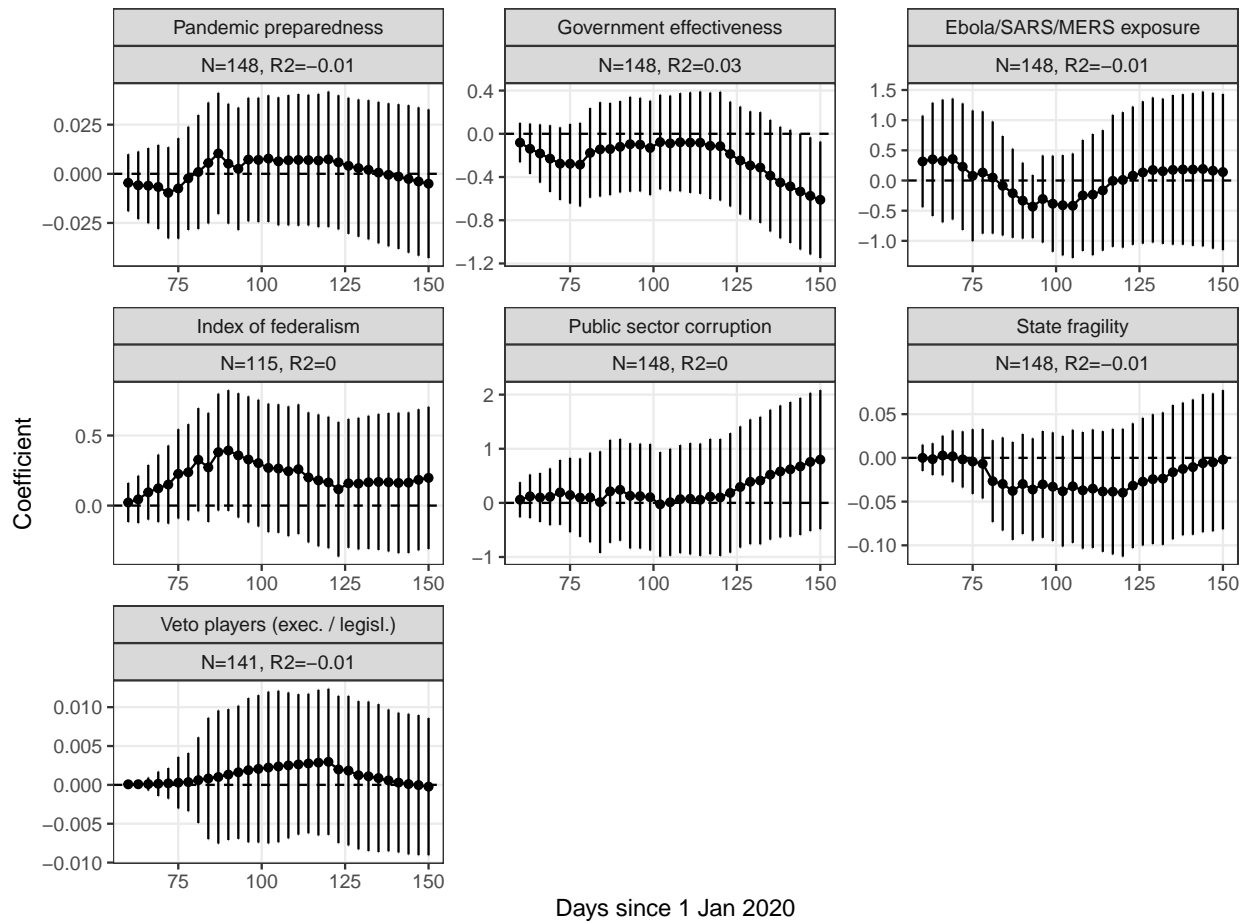 Pandemic preparedness
N=148, R2=−0.01
0.025
0.000
−0.025
75 100 125 150
Government effectiveness
N=148, R2=0.03
0.4
0.0
−0.4
−0.8
−1.2
75 100 125 150
Ebola/SARS/MERS exposure
N=148, R2=−0.01
1.5
1.0
0.5
0.0
−0.5
−1.0
75 100 125 150
Index of federalism
N=115, R2=0
0.5
0.0
75 100 125 150
Public sector corruption
N=148, R2=0
2
1
0
−1
75 100 125 150
State fragility
N=148, R2=−0.01
0.05
0.00
−0.05
−0.10
75 100 125 150
Veto players (exec. / legisl.)
N=141, R2=−0.01
0.010
0.005
0.000
−0.005
−0.010
75 100 125 150
Coefficient
Days since 1 Jan 2020